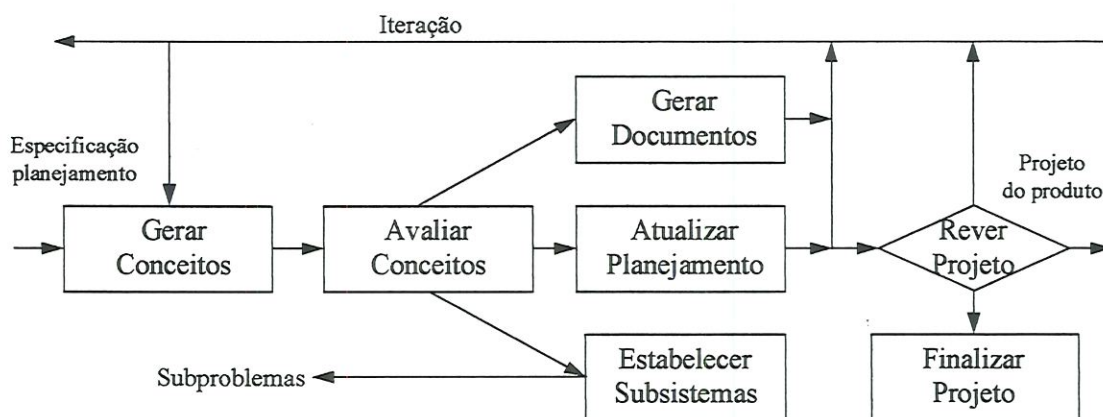 Iteração
Gerar
Documentos
Especificação
planejamento
Projeto
do produto
Gerar
Conceitos
Avaliar
Conceitos
Atualizar
Planejamento
Rever
Projeto
Subproblemas
Estabelecer
Subsistemas
Finalizar
Projeto